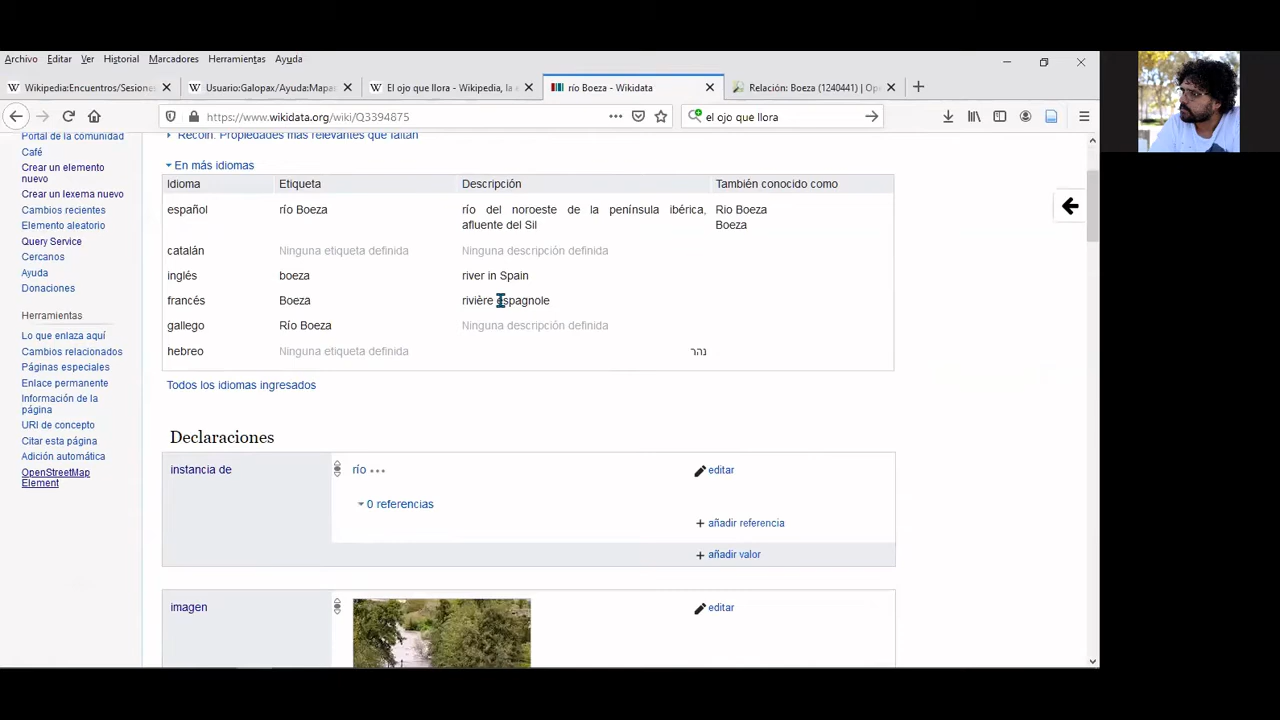 Archivo Editar Ver Historial Marcadores Herramientas Ayuda
Wikipedia:Encuentros/Sesiones
Usuario:Galopax/Ayuda:Mapa
El ojo que llora - Wikipedia, la e
río Boeza - Wikidata
Relación: Boeza (1240441) | Op
https://www.wikidata.org/wiki/Q3394875
el ojo que llora
Portal de la comunidad
Café
Crear un elemento
nuevo
Crear un lexema nuevo
Cambios recientes
Elemento aleatorio
Query Service
Cercanos
Ayuda
Donaciones
Herramientas
Lo que enlaza aquí
Cambios relacionados
Páginas especiales
Enlace permanente
Información de la
página
URI de concepto
Citar esta página
Adición automática
OpenStreetMap
Element
Recoin: Propiedades más relevantes que faltan
En más idiomas
Idioma Etiqueta Descripción También conocido como
español río Boeza río del noroeste de la península ibérica, Rio Boeza
afluente del Sil Boeza
catalán Ninguna etiqueta definida Ninguna descripción definida
inglés boeza river in Spain
francés Boeza rivière espagnole
gallego Río Boeza Ninguna descripción definida
hebreo Ninguna etiqueta definida נהר
Todos los idiomas ingresados
Declaraciones
instancia de río editar
0 referencias
+ añadir referencia
+ añadir valor
imagen editar